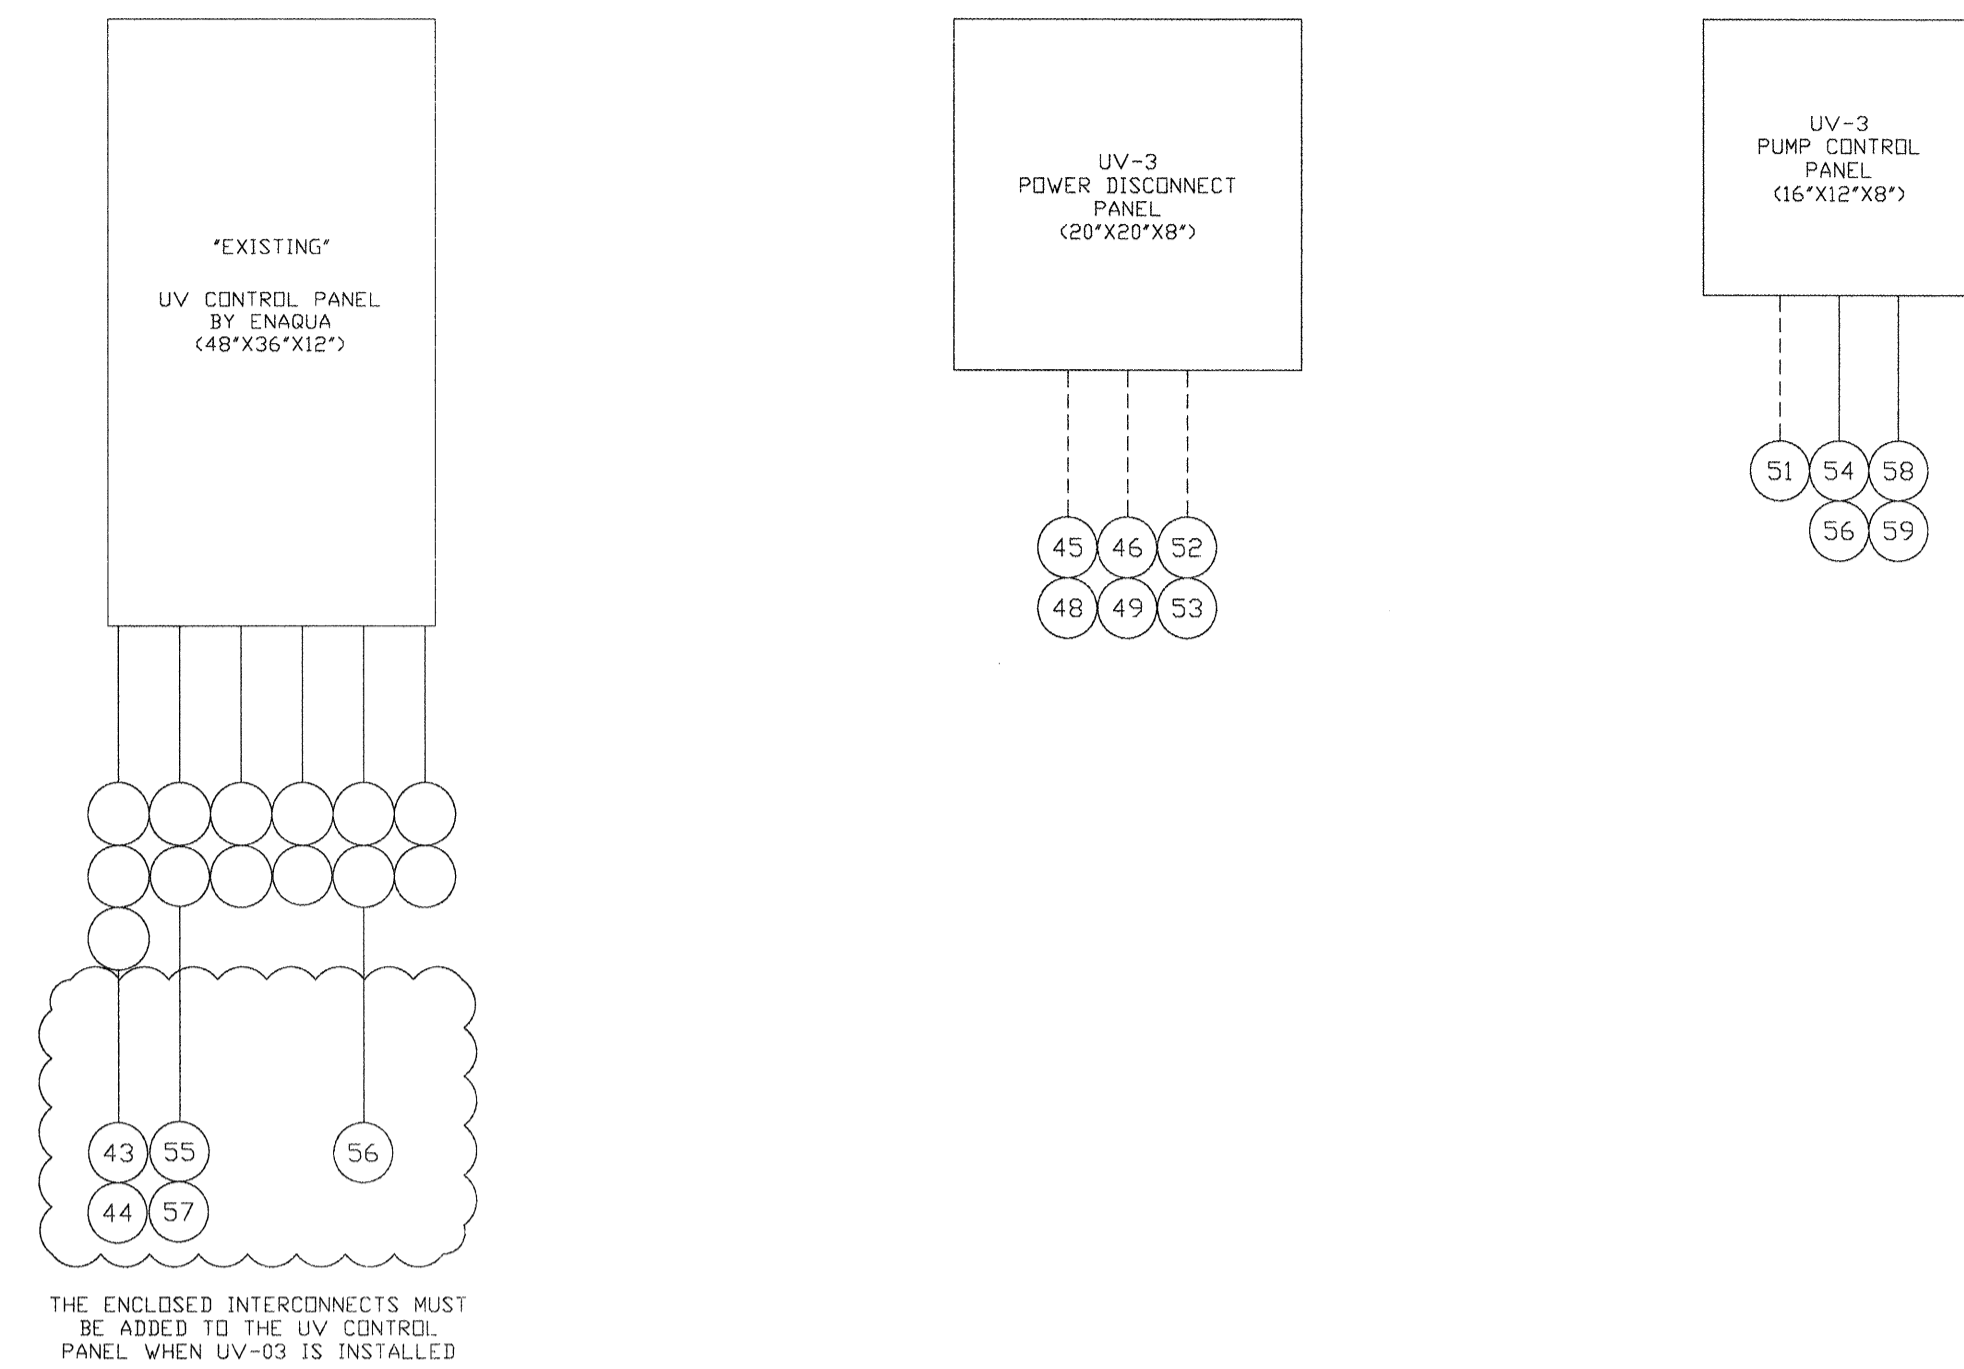 "EXISTING"
UV CONTROL PANEL
BY ENAQUA
(48"X36"X12")
43 55 56
44 57
THE ENCLOSED INTERCONNECTS MUST
BE ADDED TO THE UV CONTROL
PANEL WHEN UV-03 IS INSTALLED
UV-3
POWER DISCONNECT
PANEL
(20"X20"X8")
45 46 52
48 49 53
UV-3
PUMP CONTROL
PANEL
(16"X12"X8")
51 54 58
56 59